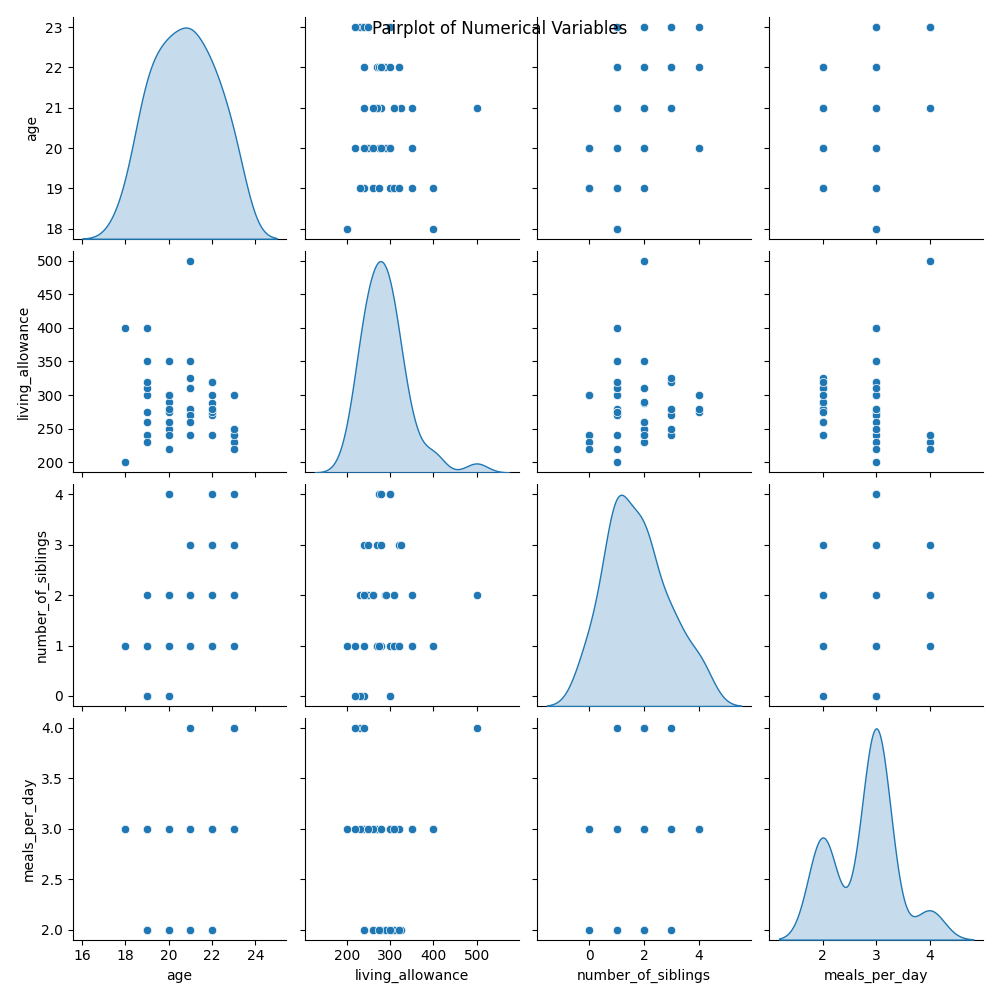 Pairplot of Numerical Variables
23
22
21
20
19
18
age
500
450
400
350
300
250
200
living_allowance
4
3
2
1
0
number_of_siblings
4.0
3.5
3.0
2.5
2.0
meals_per_day
16 18 20 22 24
200 300 400 500
0 2 4
2 3 4
age
living_allowance
number_of_siblings
meals_per_day